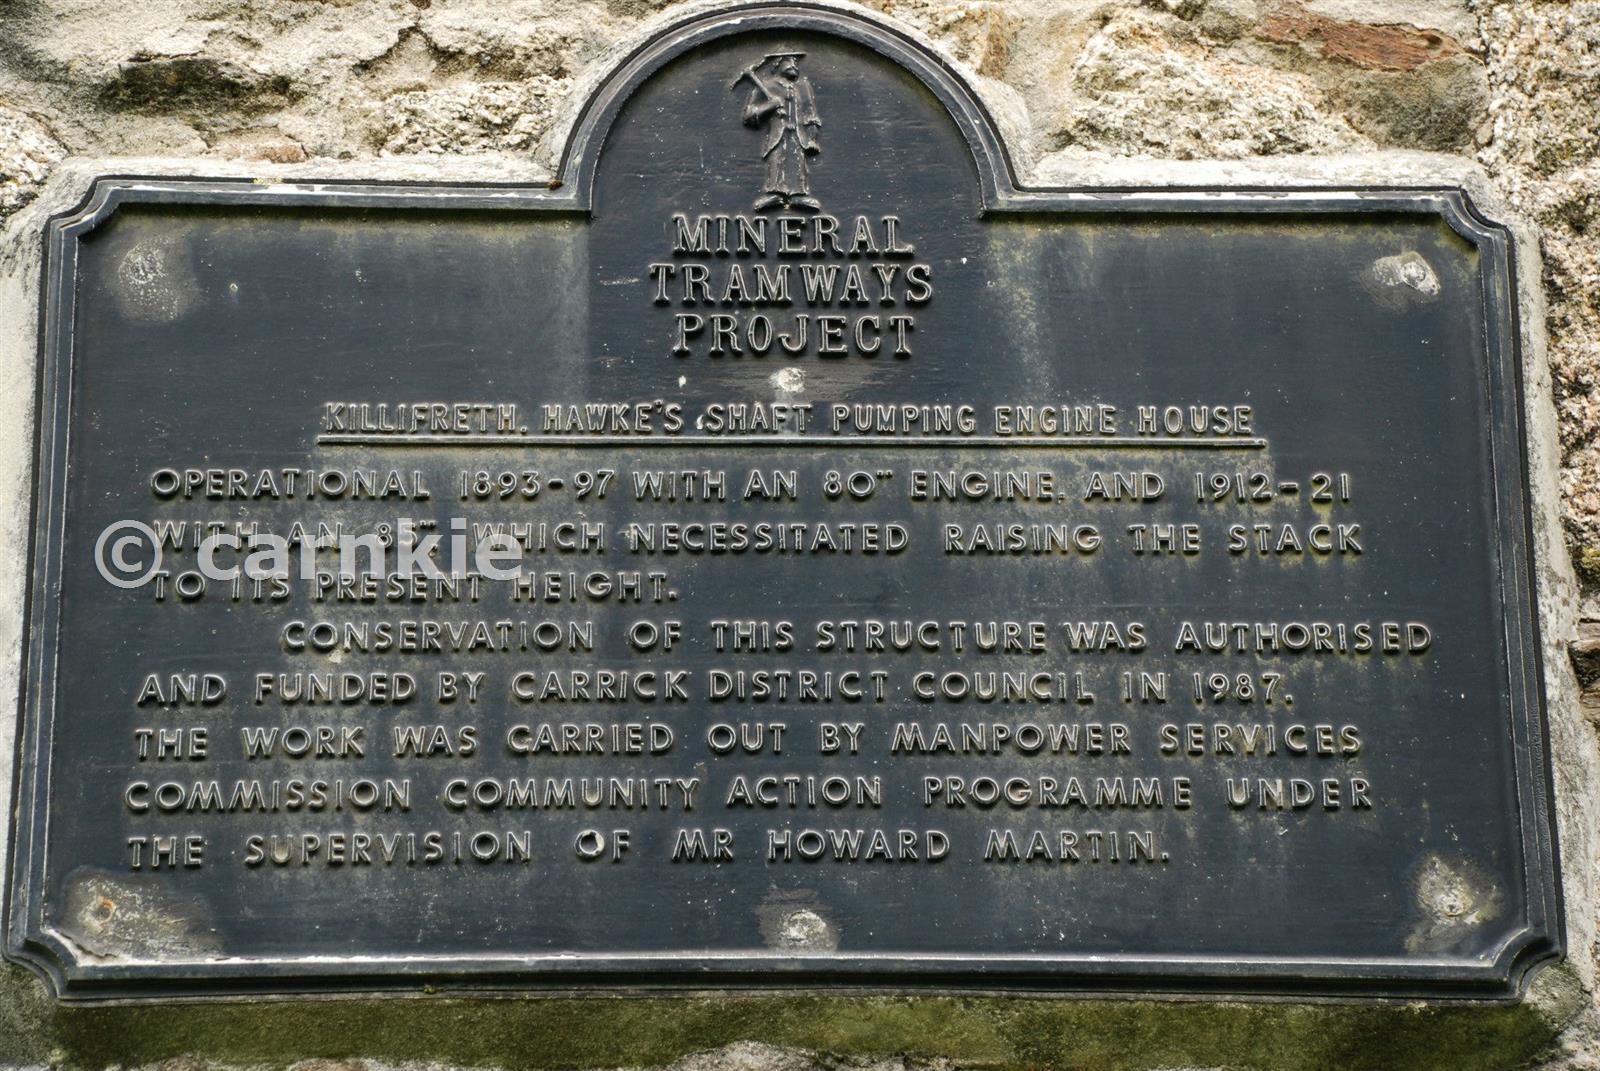 MINERAL
TRAMWAYS
PROJECT
KILLIFRETH. HAWKE'S SHAFT PUMPING ENGINE HOUSE
OPERATIONAL 1893-97 WITH AN 80" ENGINE, AND 1912-21
WITH AN 85", WHICH NECESSITATED RAISING THE STACK
© carnkie
TO ITS PRESENT HEIGHT.
CONSERVATION OF THIS STRUCTURE WAS AUTHORISED
AND FUNDED BY CARRICK DISTRICT COUNCIL IN 1987.
THE WORK WAS CARRIED OUT BY MANPOWER SERVICES
COMMISSION COMMUNITY ACTION PROGRAMME UNDER
THE SUPERVISION OF MR HOWARD MARTIN.